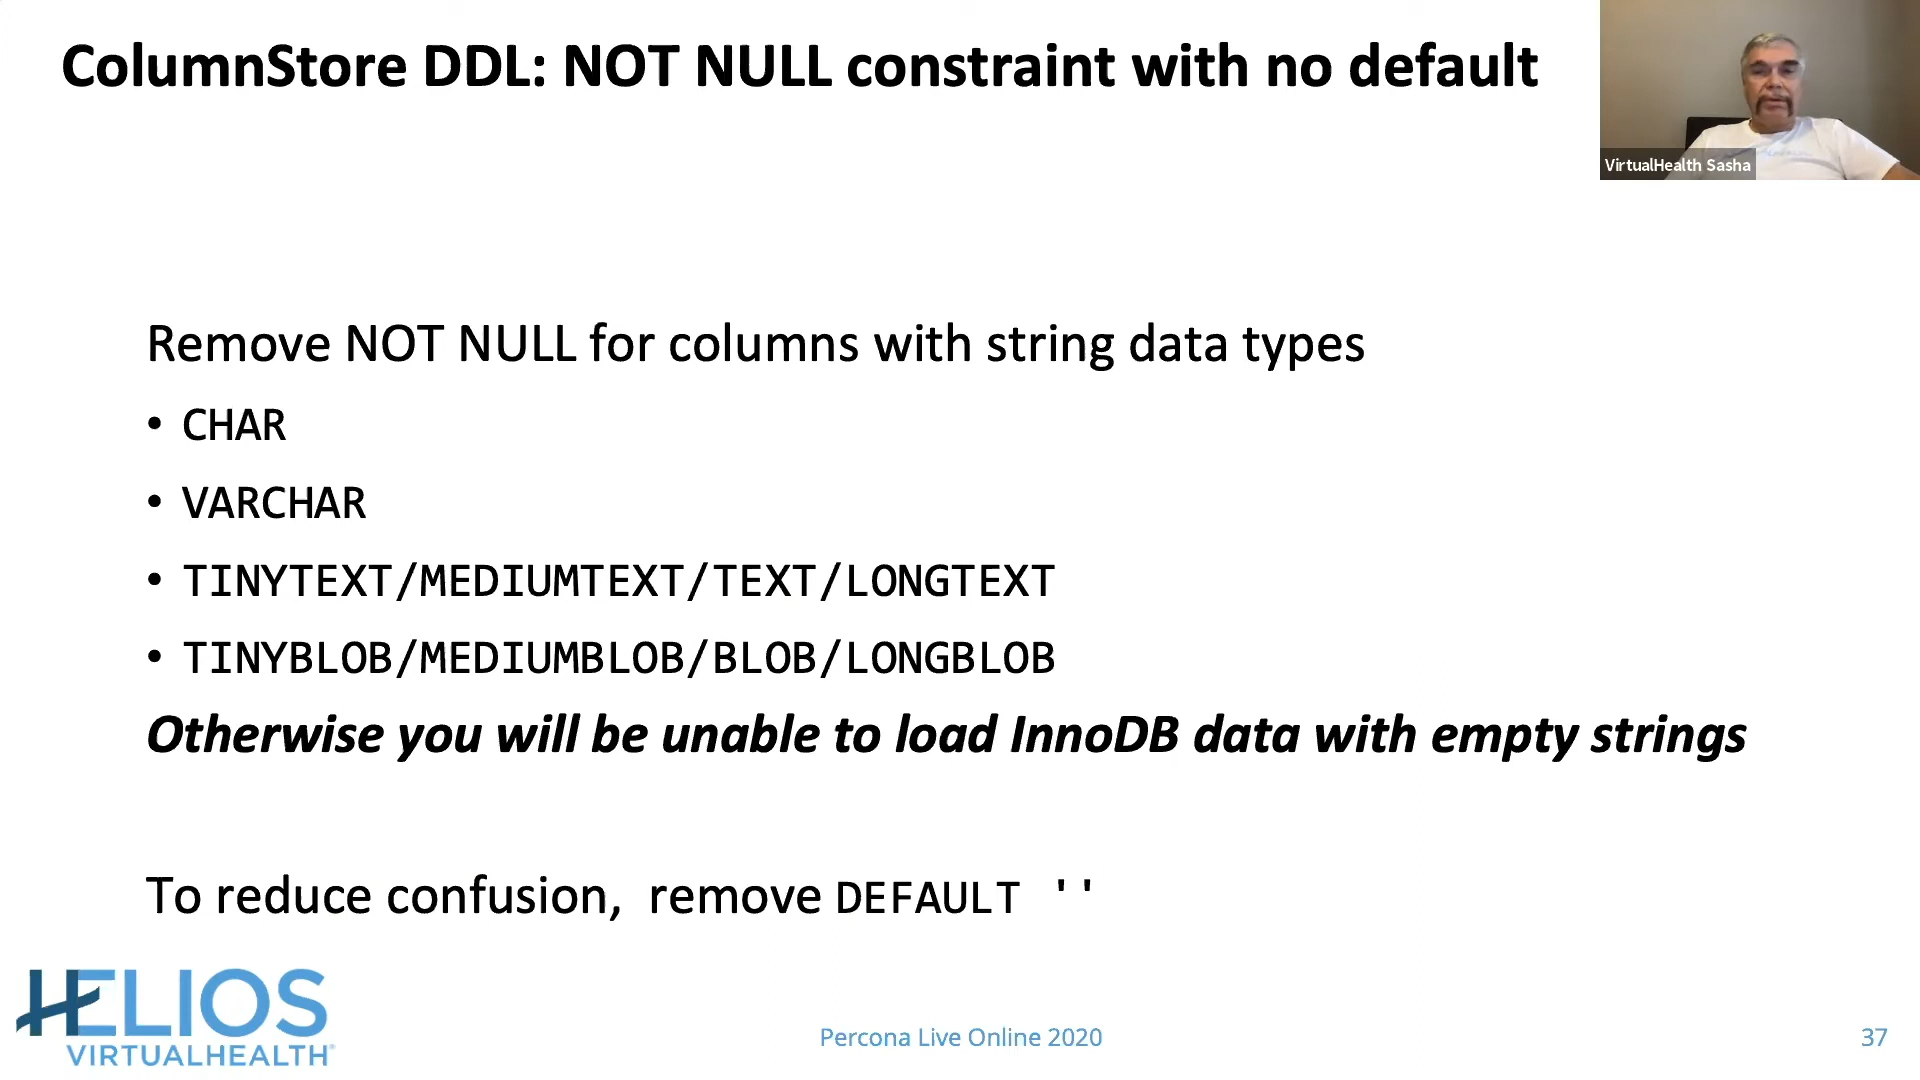 ColumnStore DDL: NOT NULL constraint with no default
VirtualHealth Sasha
Remove NOT NULL for columns with string data types
• CHAR
• VARCHAR
• TINYTEXT/MEDIUMTEXT/TEXT/LONGTEXT
• TINYBLOB/MEDIUMBLOB/BLOB/LONGBLOB
Otherwise you will be unable to load InnoDB data with empty strings
To reduce confusion, remove DEFAULT ''
HELIOS
VIRTUALHEALTH
Percona Live Online 2020
37